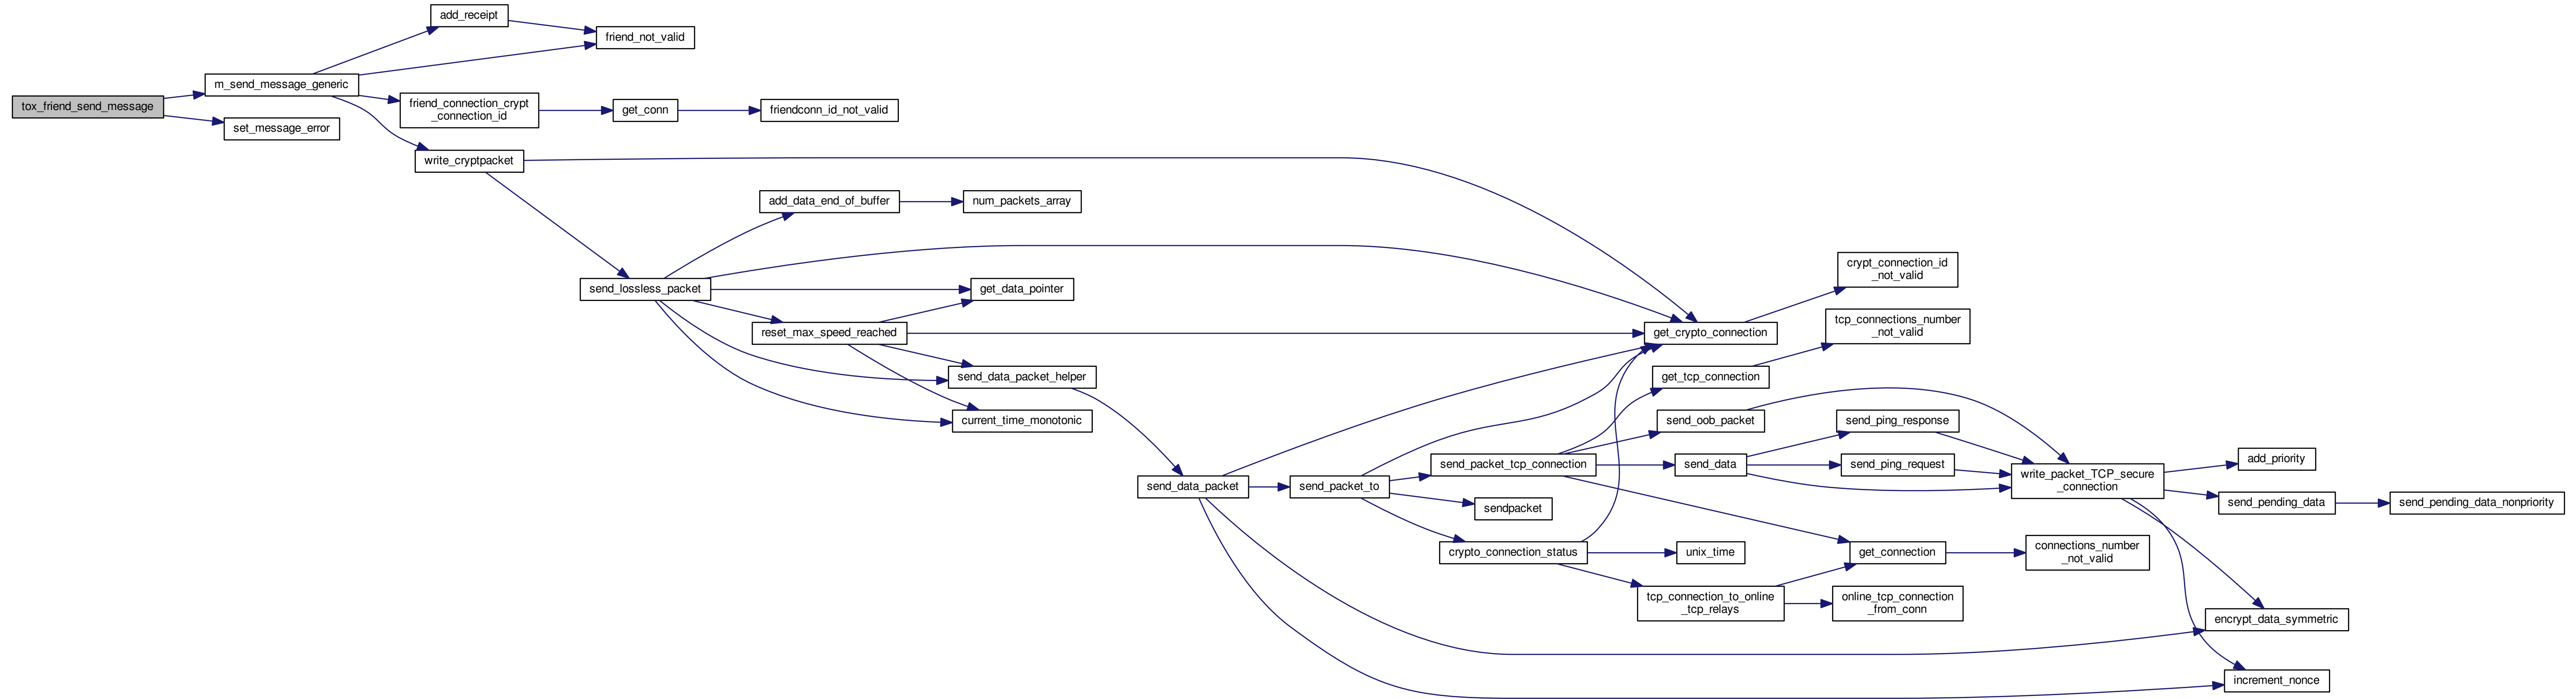 tox_friend_send_message
m_send_message_generic
set_message_error
add_receipt
friend_not_valid
friend_connection_crypt
_connection_id
get_conn
friendconn_id_not_valid
write_cryptpacket
send_lossless_packet
add_data_end_of_buffer
num_packets_array
get_data_pointer
reset_max_speed_reached
send_data_packet_helper
current_time_monotonic
send_data_packet
send_packet_to
get_crypto_connection
crypt_connection_id
_not_valid
tcp_connections_number
_not_valid
get_tcp_connection
send_oob_packet
send_packet_tcp_connection
sendpacket
crypto_connection_status
send_data
send_ping_response
send_ping_request
write_packet_TCP_secure
_connection
add_priority
send_pending_data
send_pending_data_nonpriority
unix_time
get_connection
connections_number
_not_valid
tcp_connection_to_online
_tcp_relays
online_tcp_connection
_from_conn
encrypt_data_symmetric
increment_nonce